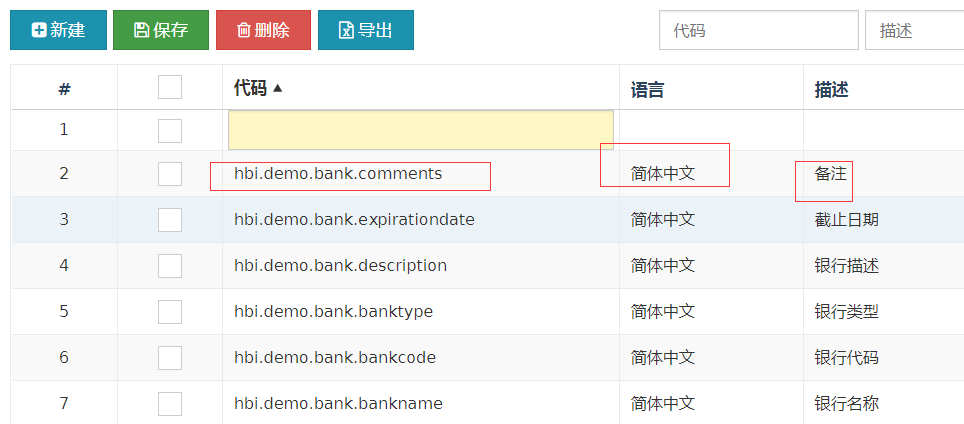 新建 保存 删除 导出 代码 描述
# 代码 语言 描述
1
2 hbi.demo.bank.comments 简体中文 备注
3 hbi.demo.bank.expirationdate 简体中文 截止日期
4 hbi.demo.bank.description 简体中文 银行描述
5 hbi.demo.bank.banktype 简体中文 银行类型
6 hbi.demo.bank.bankcode 简体中文 银行代码
7 hbi.demo.bank.bankname 简体中文 银行名称